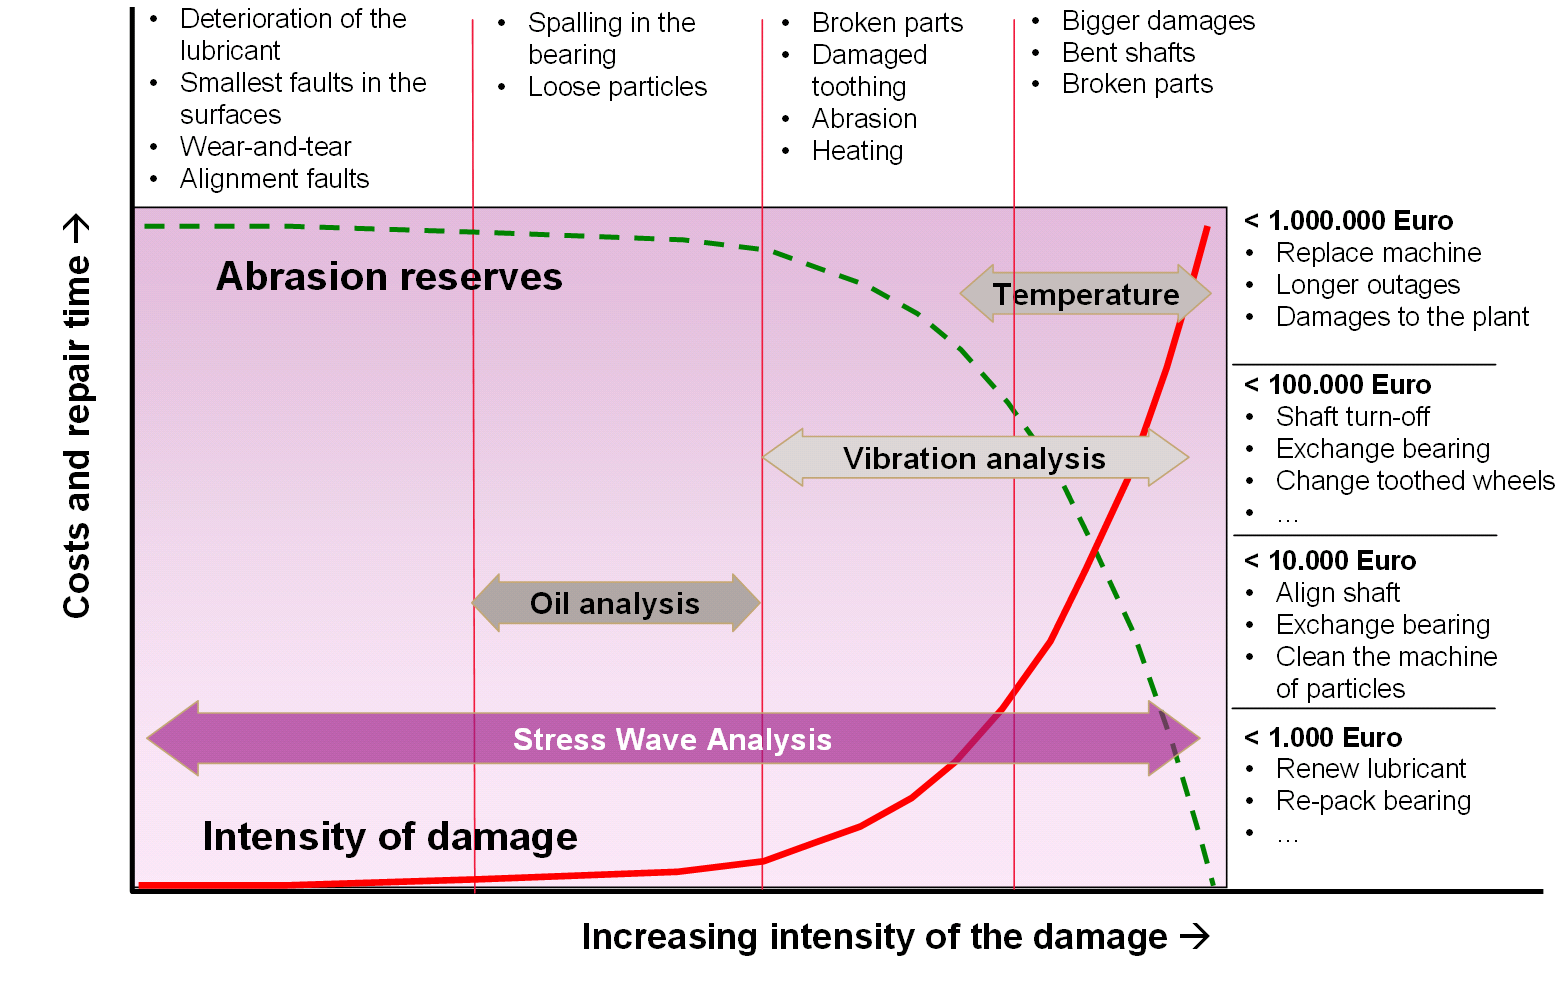 • Deterioration of the
lubricant
• Smallest faults in the
surfaces
• Wear-and-tear
• Alignment faults
• Spalling in the
bearing
• Loose particles
• Broken parts
• Damaged
toothing
• Abrasion
• Heating
• Bigger damages
• Bent shafts
• Broken parts
Costs and repair time →
Abrasion reserves
Temperature
Vibration analysis
Oil analysis
Stress Wave Analysis
Intensity of damage
< 1.000.000 Euro
• Replace machine
• Longer outages
• Damages to the plant
< 100.000 Euro
• Shaft turn-off
• Exchange bearing
• Change toothed wheels
• ...
< 10.000 Euro
• Align shaft
• Exchange bearing
• Clean the machine
of particles
< 1.000 Euro
• Renew lubricant
• Re-pack bearing
• ...
Increasing intensity of the damage →